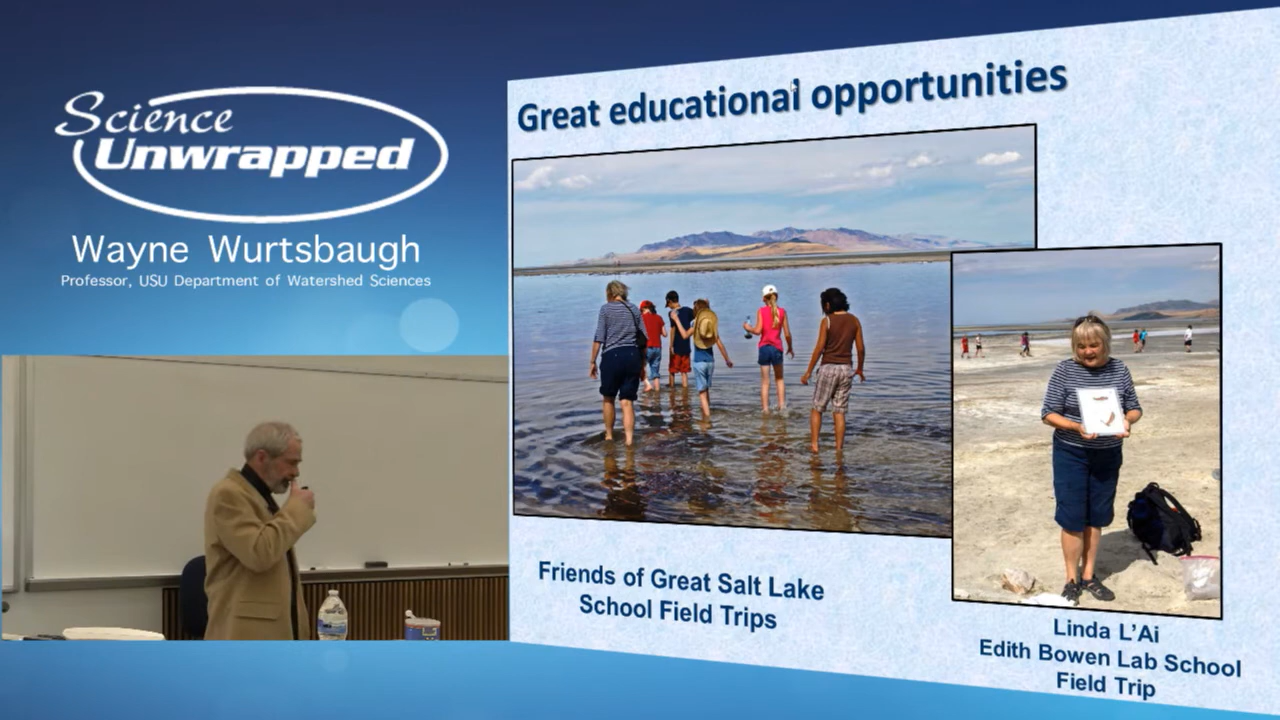 Science
Unwrapped
Wayne Wurtsbaugh
Professor, USU Department of Watershed Sciences
Great educational opportunities
Friends of Great Salt Lake
School Field Trips
Linda L'Ai
Edith Bowen Lab School
Field Trip